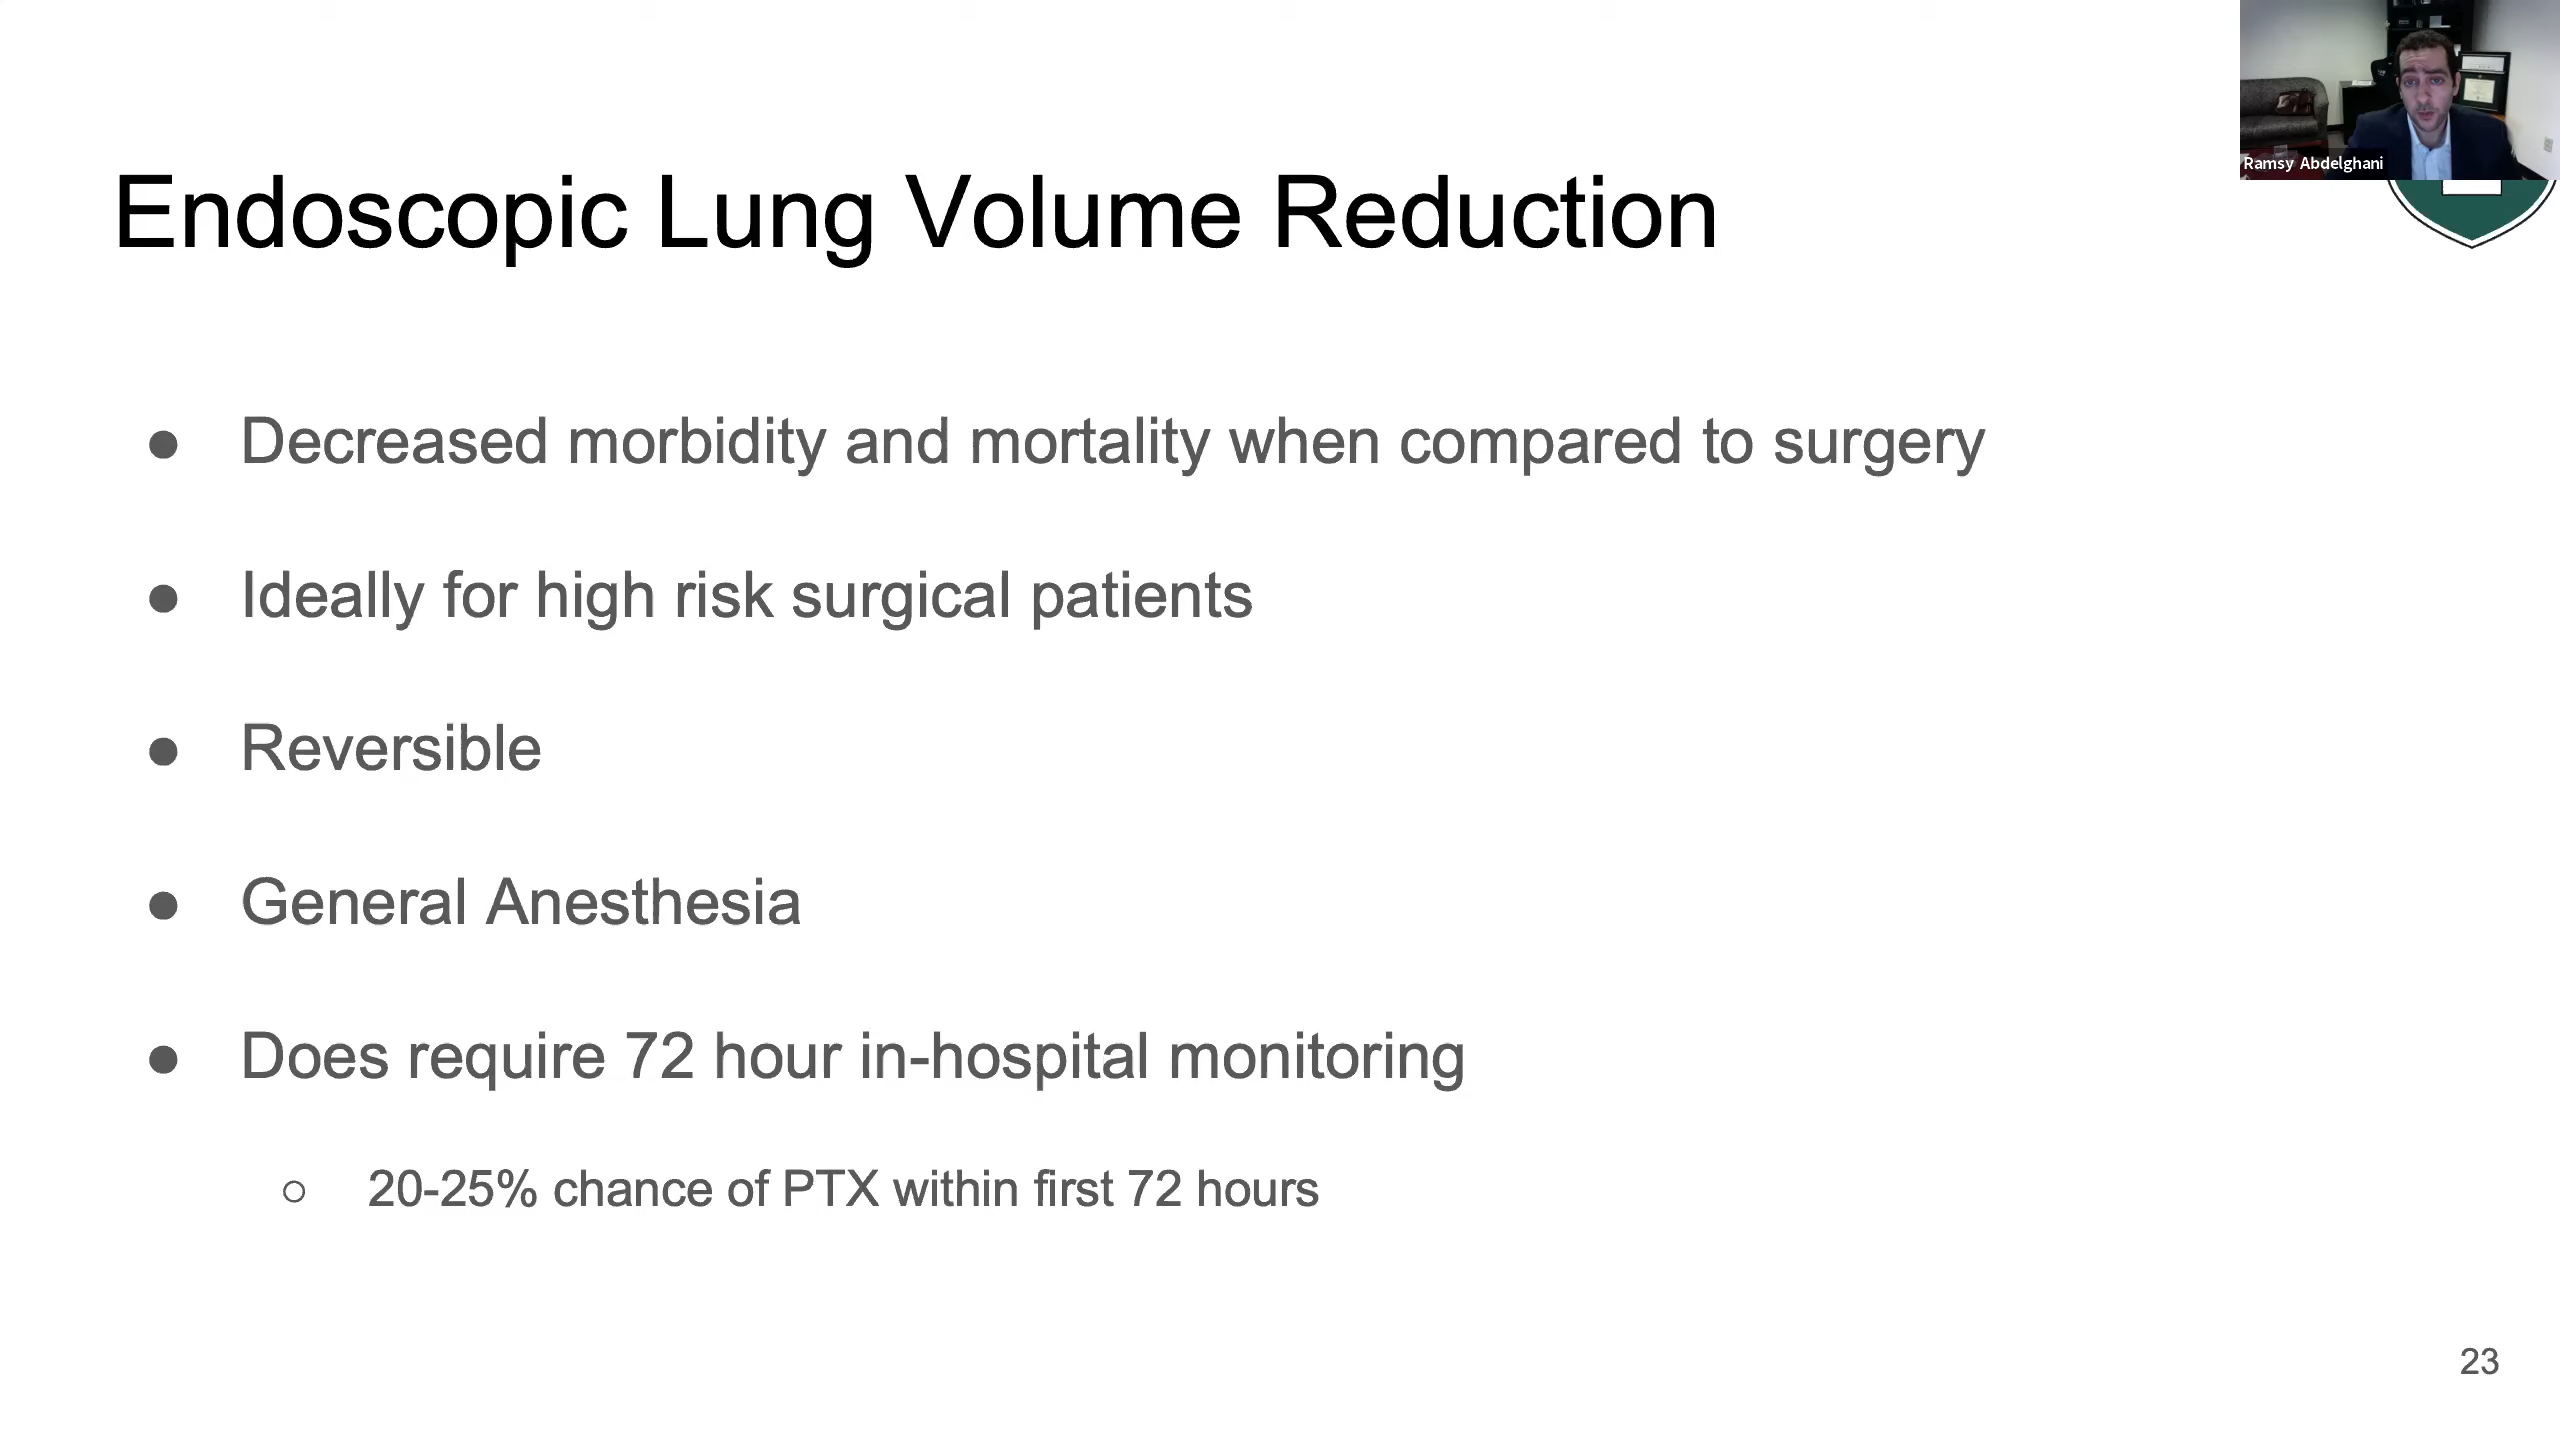 Ramsy Abdelghani
Endoscopic Lung Volume Reduction
● Decreased morbidity and mortality when compared to surgery
● Ideally for high risk surgical patients
● Reversible
● General Anesthesia
● Does require 72 hour in-hospital monitoring
○ 20-25% chance of PTX within first 72 hours
23